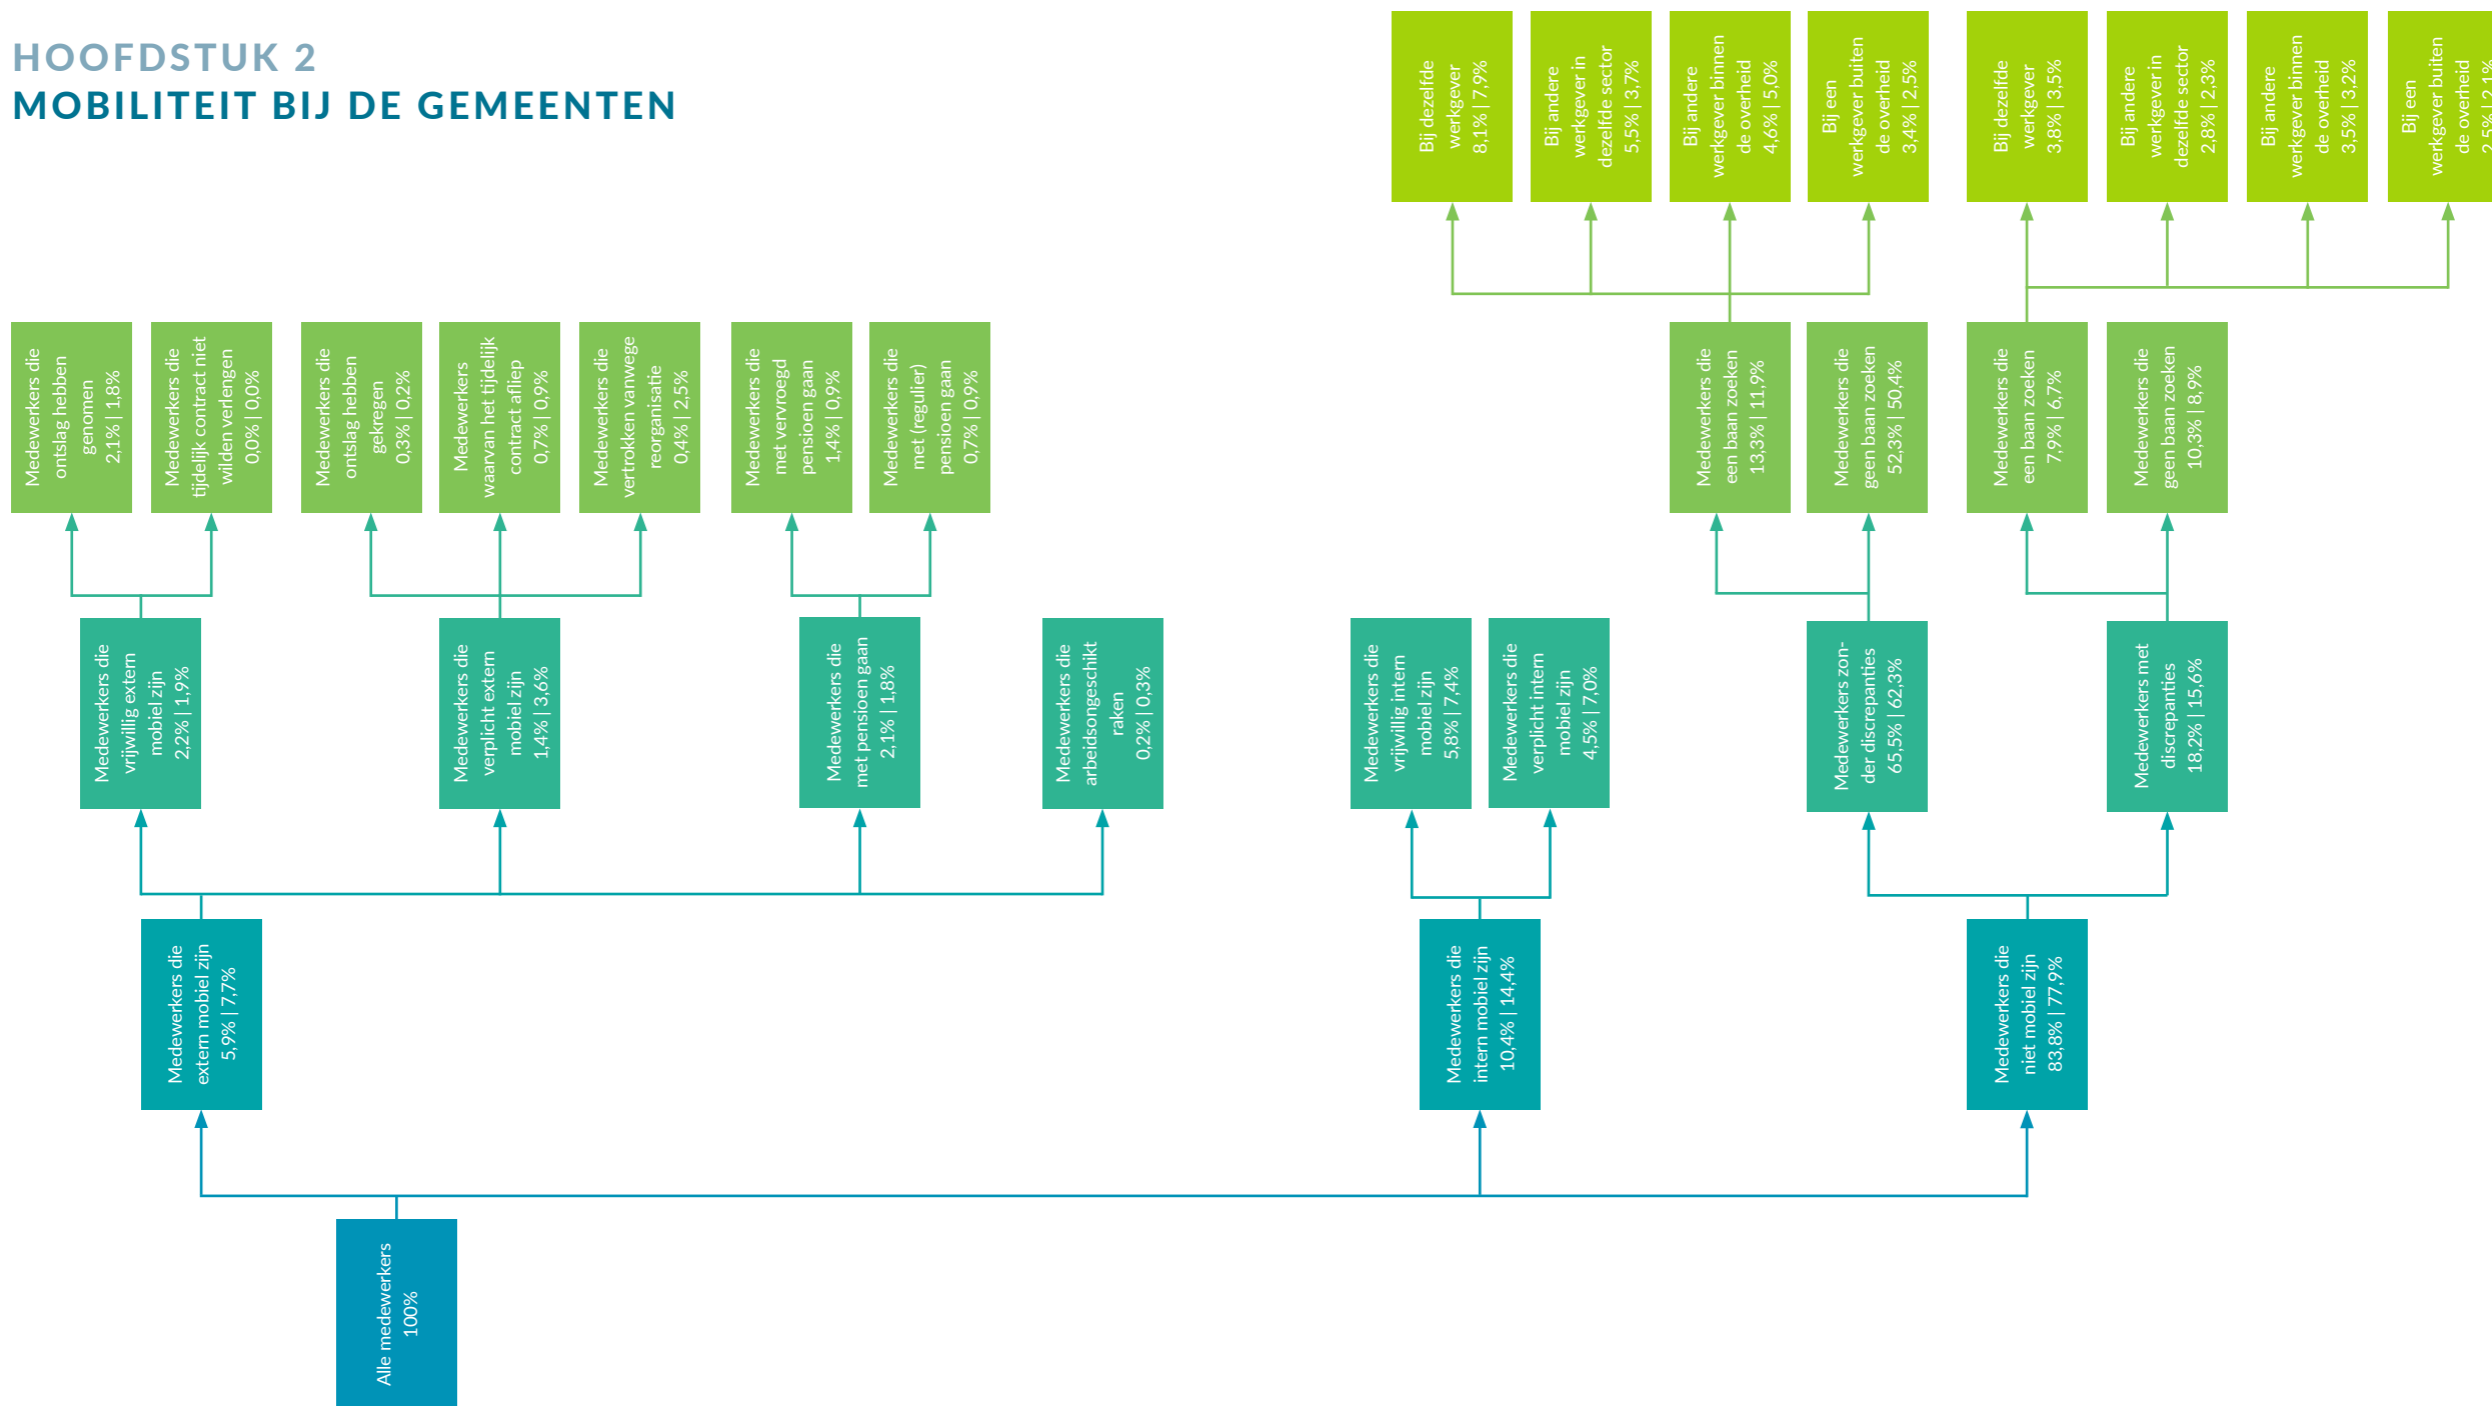 HOOFDSTUK 2
MOBILITEIT BIJ DE GEMEENTEN
Bij dezelfde
werkgever
8,1% | 7,9%
Bij andere
werkgever in
dezelfde sector
5,5% | 3,7%
Bij andere
werkgever binnen
de overheid
4,6% | 5,0%
Bij een
werkgever buiten
de overheid
3,4% | 2,5%
Bij dezelfde
werkgever
3,8% | 3,5%
Bij andere
werkgever in
dezelfde sector
2,8% | 2,3%
Bij andere
werkgever binnen
de overheid
3,5% | 3,2%
Bij een
werkgever buiten
de overheid
2,5% | 2,1%
Medewerkers die
ontslag hebben
genomen
2,1% | 1,8%
Medewerkers die
tijdelijk contract niet
wilden verlengen
0,0% | 0,0%
Medewerkers die
ontslag hebben
gekregen
0,3% | 0,2%
Medewerkers
waarvan het tijdelijk
contract afliep
0,7% | 0,9%
Medewerkers die
vertrokken vanwege
reorganisatie
0,4% | 2,5%
Medewerkers die
met vervroegd
pensioen gaan
1,4% | 0,9%
Medewerkers die
met (regulier)
pensioen gaan
0,7% | 0,9%
Medewerkers die
een baan zoeken
13,3% | 11,9%
Medewerkers die
geen baan zoeken
52,3% | 50,4%
Medewerkers die
een baan zoeken
7,9% | 6,7%
Medewerkers die
geen baan zoeken
10,3% | 8,9%
Medewerkers die
vrijwillig extern
mobiel zijn
2,2% | 1,9%
Medewerkers die
verplicht extern
mobiel zijn
1,4% | 3,6%
Medewerkers die
met pensioen gaan
2,1% | 1,8%
Medewerkers die
arbeidsongeschikt
raken
0,2% | 0,3%
Medewerkers die
vrijwillig intern
mobiel zijn
5,8% | 7,4%
Medewerkers die
verplicht intern
mobiel zijn
4,5% | 7,0%
Medewerkers zon-
der discrepanties
65,5% | 62,3%
Medewerkers met
discrepanties
18,2% | 15,6%
Medewerkers die
extern mobiel zijn
5,9% | 7,7%
Medewerkers die
intern mobiel zijn
10,4% | 14,4%
Medewerkers die
niet mobiel zijn
83,8% | 77,9%
Alle medewerkers
100%